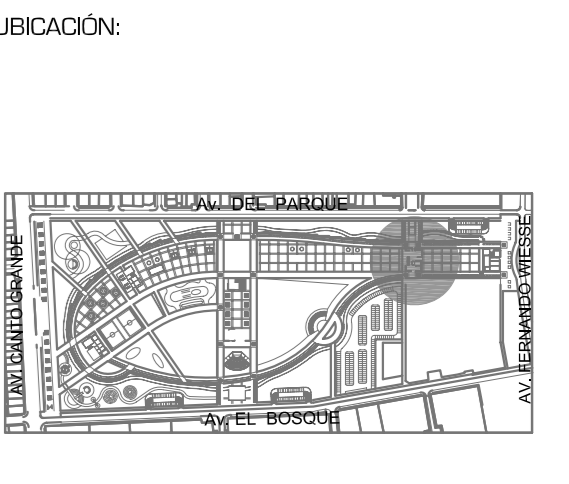 UBICACIÓN:
Av. DEL PARQUE
AV. CANTO GRANDE
AV. FERNANDO WIESSE
Av. EL BOSQUE